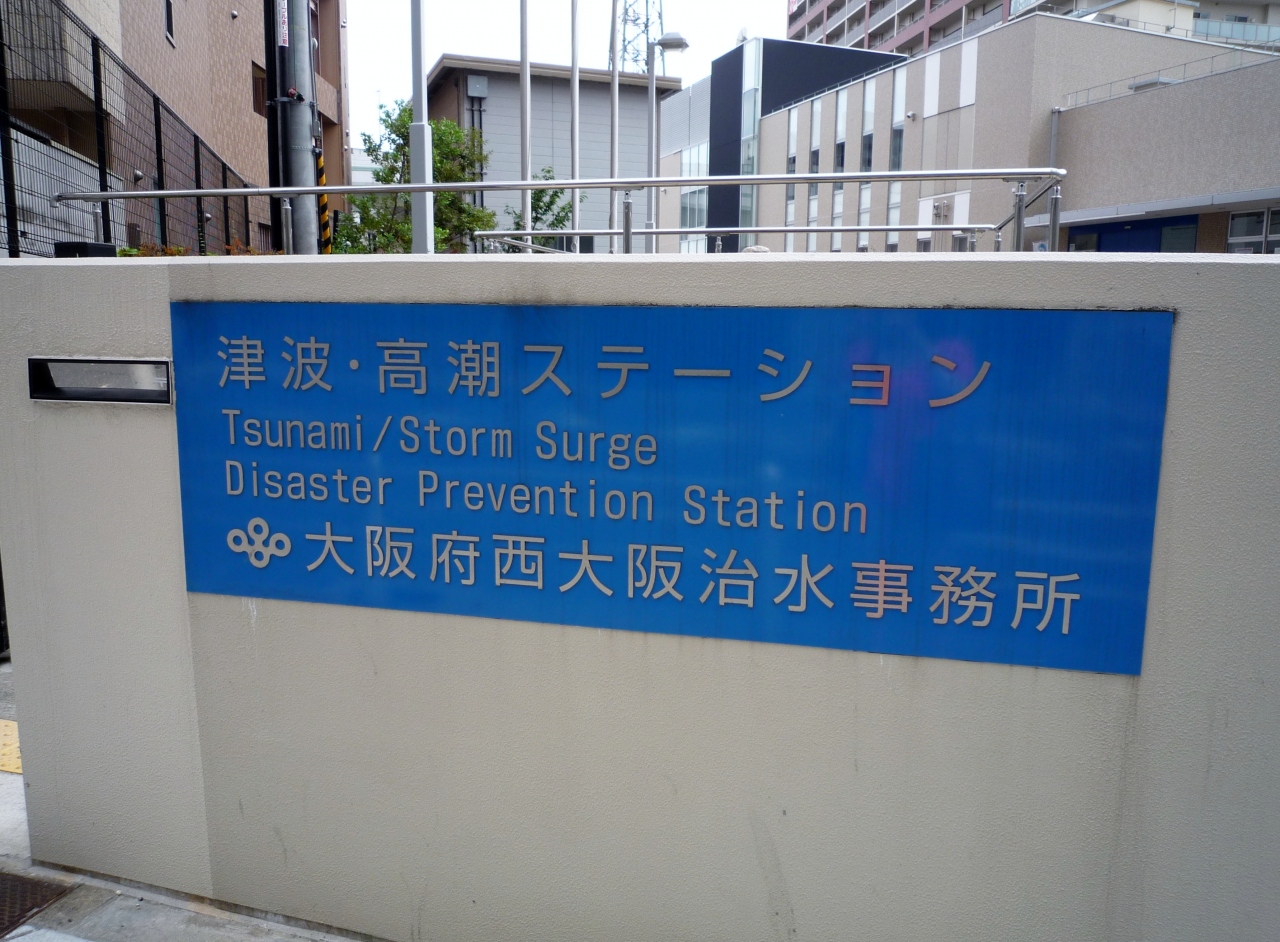 津波・高潮ステーション
Tsunami/Storm Surge
Disaster Prevention Station
大阪府西大阪治水事務所